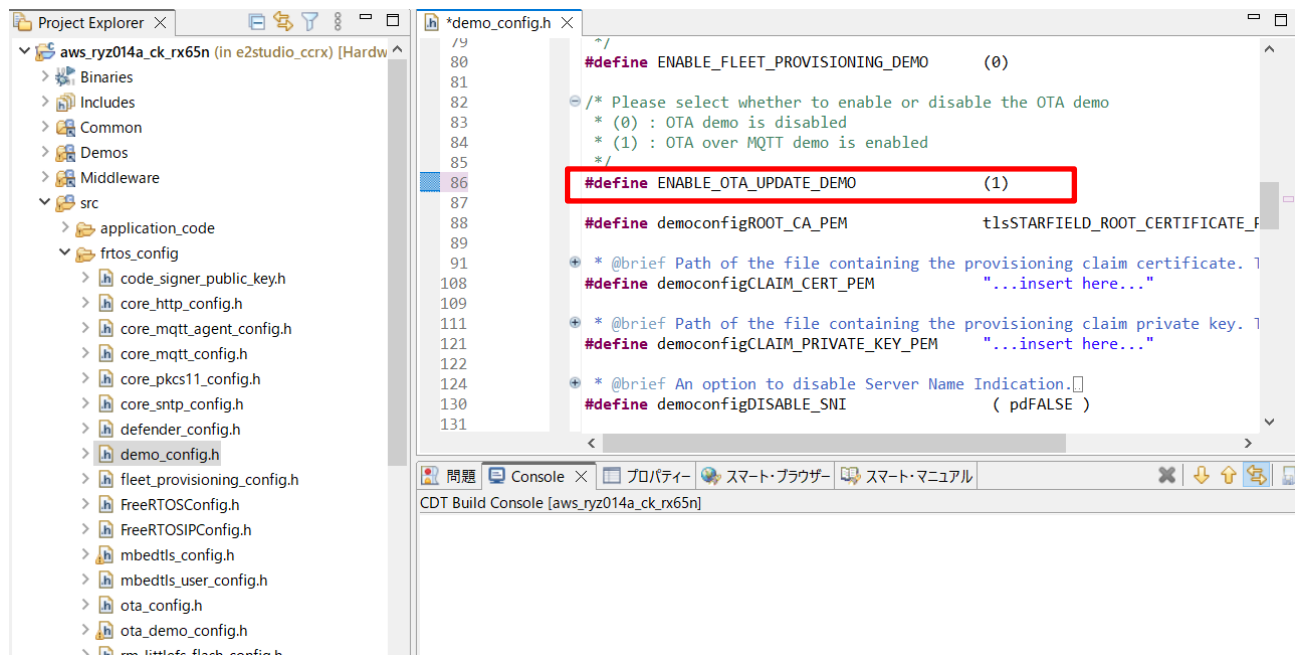 Project Explorer
aws_ryz014a_ck_rx65n (in e2studio_ccrx) [Hardw
Binaries
Includes
Common
Demos
Middleware
src
application_code
frtos_config
code_signer_public_key.h
core_http_config.h
core_mqtt_agent_config.h
core_mqtt_config.h
core_pkcs11_config.h
core_sntp_config.h
defender_config.h
demo_config.h
fleet_provisioning_config.h
FreeRTOSConfig.h
FreeRTOSIPConfig.h
mbedtls_config.h
mbedtls_user_config.h
ota_config.h
ota_demo_config.h
rm_littlefs_flash_config.h
*demo_config.h
79 */
80 #define ENABLE_FLEET_PROVISIONING_DEMO (0)
81
82 /* Please select whether to enable or disable the OTA demo
83 * (0) : OTA demo is disabled
84 * (1) : OTA over MQTT demo is enabled
85 */
86 #define ENABLE_OTA_UPDATE_DEMO (1)
87
88 #define democonfigROOT_CA_PEM tlsSTARFIELD_ROOT_CERTIFICATE_P
89
91 * @brief Path of the file containing the provisioning claim certificate. T
108 #define democonfigCLAIM_CERT_PEM "...insert here..."
109
111 * @brief Path of the file containing the provisioning claim private key. T
121 #define democonfigCLAIM_PRIVATE_KEY_PEM "...insert here..."
122
124 * @brief An option to disable Server Name Indication.
130 #define democonfigDISABLE_SNI ( pdFALSE )
131
問題 Console プロパティー スマート・ブラウザー スマート・マニュアル
CDT Build Console [aws_ryz014a_ck_rx65n]